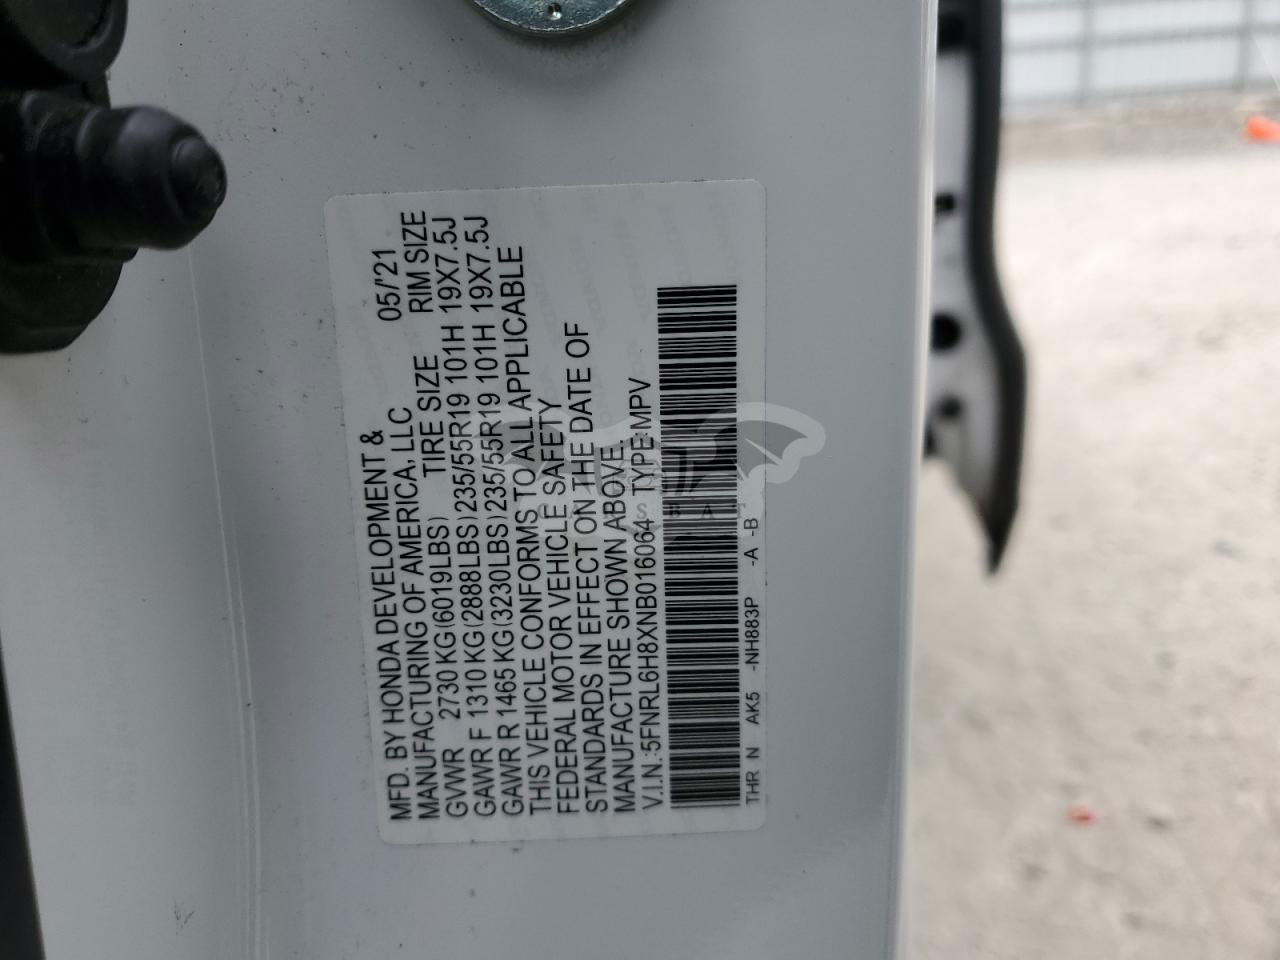 MFD. BY HONDA DEVELOPMENT &
MANUFACTURING OF AMERICA, LLC 05/'21
GVWR 2730 KG(6019LBS) TIRE SIZE RIM SIZE
GAWR F 1310 KG(2888LBS) 235/55R19 101H 19X7.5J
GAWR R 1465 KG(3230LBS) 235/55R19 101H 19X7.5J
THIS VEHICLE CONFORMS TO ALL APPLICABLE
FEDERAL MOTOR VEHICLE SAFETY
STANDARDS IN EFFECT ON THE DATE OF
MANUFACTURE SHOWN ABOVE.
V.I.N.:5FNRL6H8XNB016064 TYPE:MPV
THR N AK5 -NH883P -A -B